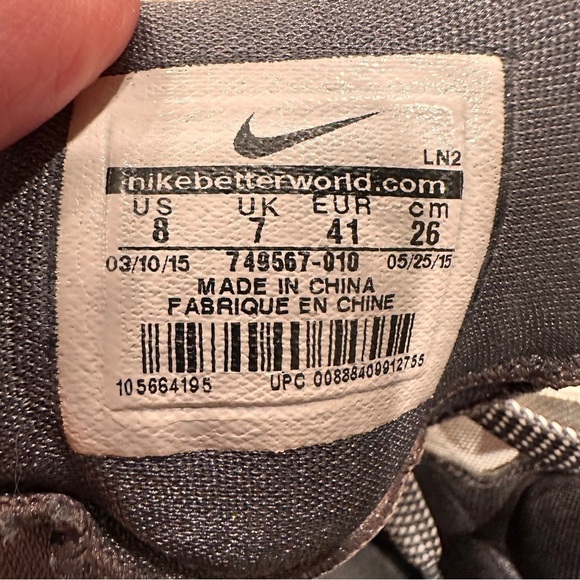 LN2
nikebetterworld.com
US UK EUR cm
8 7 41 26
03/10/15 749567-010 05/25/15
MADE IN CHINA
FABRIQUE EN CHINE
105664195 UPC 00888409912755